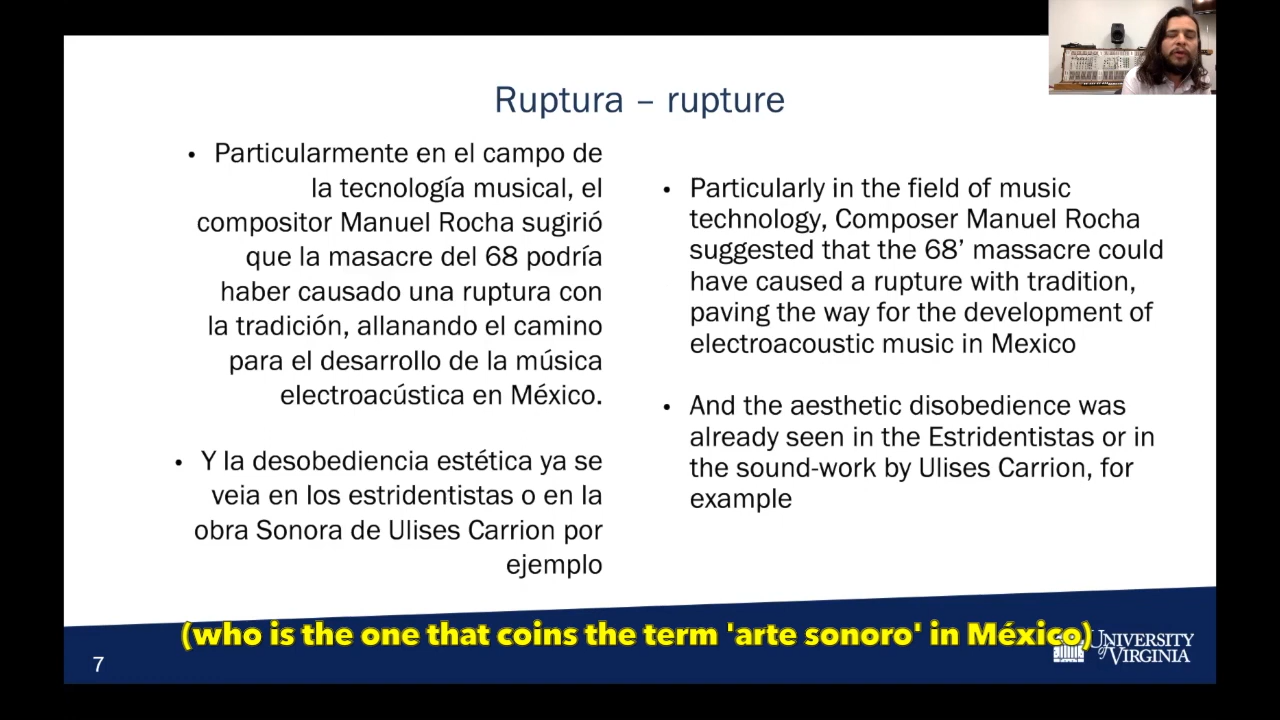 Ruptura – rupture
• Particularmente en el campo de
la tecnología musical, el
compositor Manuel Rocha sugirió
que la masacre del 68 podría
haber causado una ruptura con
la tradición, allanando el camino
para el desarrollo de la música
electroacústica en México.
• Y la desobediencia estética ya se
veia en los estridentistas o en la
obra Sonora de Ulises Carrion por
ejemplo
• Particularly in the field of music
technology, Composer Manuel Rocha
suggested that the 68’ massacre could
have caused a rupture with tradition,
paving the way for the development of
electroacoustic music in Mexico
• And the aesthetic disobedience was
already seen in the Estridentistas or in
the sound-work by Ulises Carrion, for
example
(who is the one that coins the term 'arte sonoro' in México)
7
UNIVERSITY
of VIRGINIA